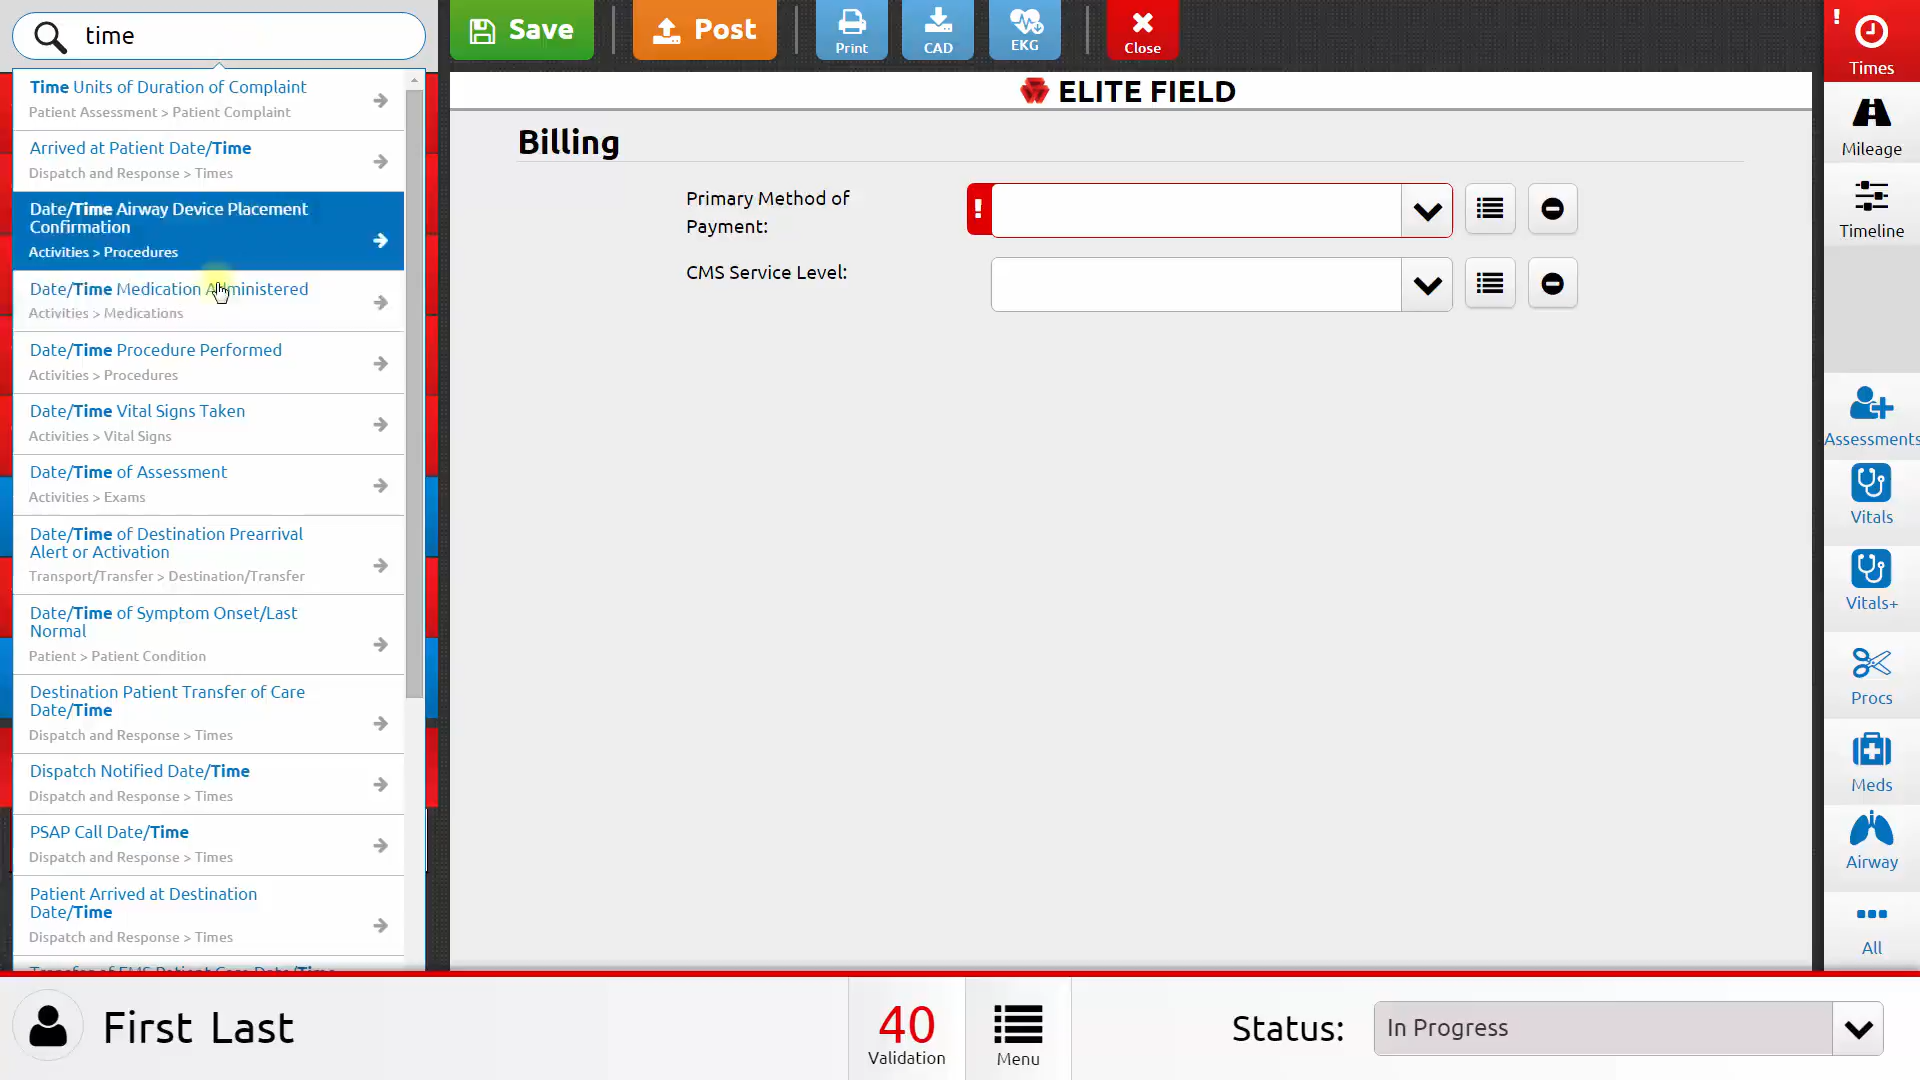 time
Time Units of Duration of Complaint
Patient Assessment > Patient Complaint
Arrived at Patient Date/Time
Dispatch and Response > Times
Date/Time Airway Device Placement
Confirmation
Activities > Procedures
Date/Time Medication Administered
Activities > Medications
Date/Time Procedure Performed
Activities > Procedures
Date/Time Vital Signs Taken
Activities > Vital Signs
Date/Time of Assessment
Activities > Exams
Date/Time of Destination Prearrival
Alert or Activation
Transport/Transfer > Destination/Transfer
Date/Time of Symptom Onset/Last
Normal
Patient > Patient Condition
Destination Patient Transfer of Care
Date/Time
Dispatch and Response > Times
Dispatch Notified Date/Time
Dispatch and Response > Times
PSAP Call Date/Time
Dispatch and Response > Times
Patient Arrived at Destination
Date/Time
Dispatch and Response > Times
Transfer of EMS Patient Care Date/Time
Save
Post
Print
CAD
EKG
Close
ELITE FIELD
Billing
Primary Method of
Payment:
!
CMS Service Level:
!
Times
Mileage
Timeline
Assessments
Vitals
Vitals+
Procs
Meds
Airway
All
First Last
40
Validation
Menu
Status:
In Progress